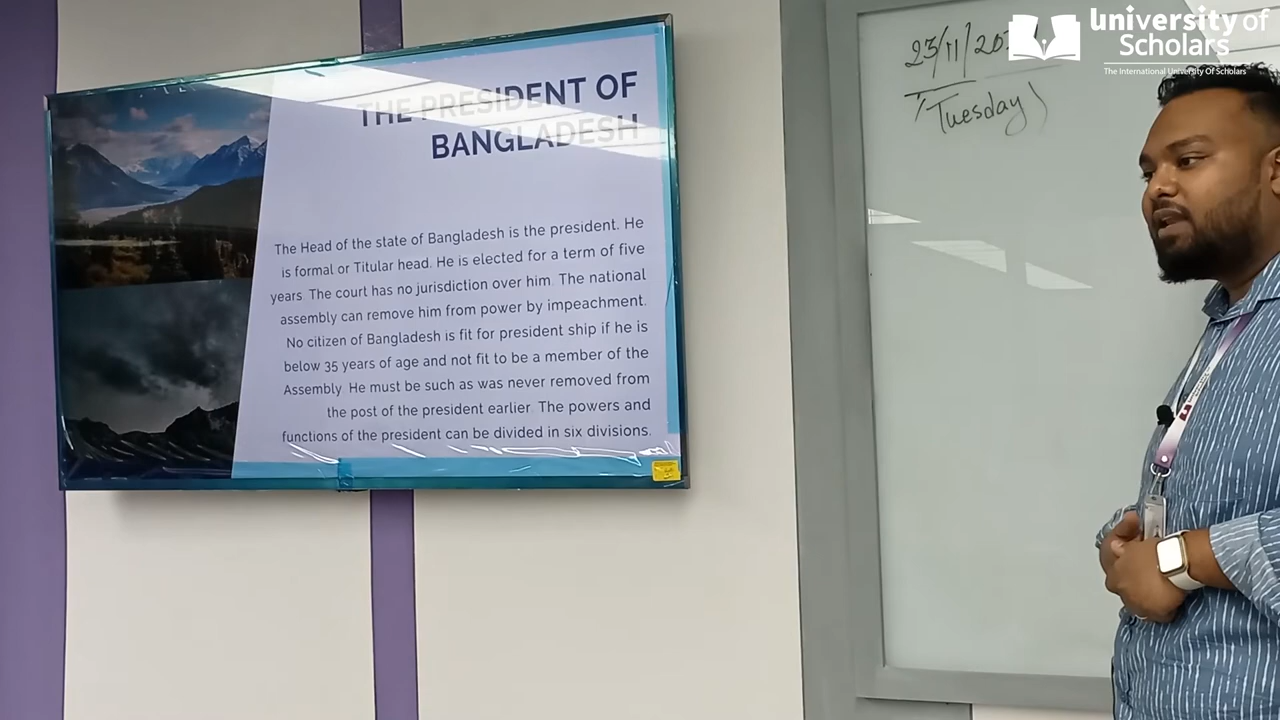 THE PRESIDENT OF
BANGLADESH
The Head of the state of Bangladesh is the president. He
is formal or Titular head. He is elected for a term of five
years. The court has no jurisdiction over him. The national
assembly can remove him from power by impeachment.
No citizen of Bangladesh is fit for president ship if he is
below 35 years of age and not fit to be a member of the
Assembly. He must be such as was never removed from
the post of the president earlier. The powers and
functions of the president can be divided in six divisions.
(Tuesday)
university of
Scholars
The International University Of Scholars